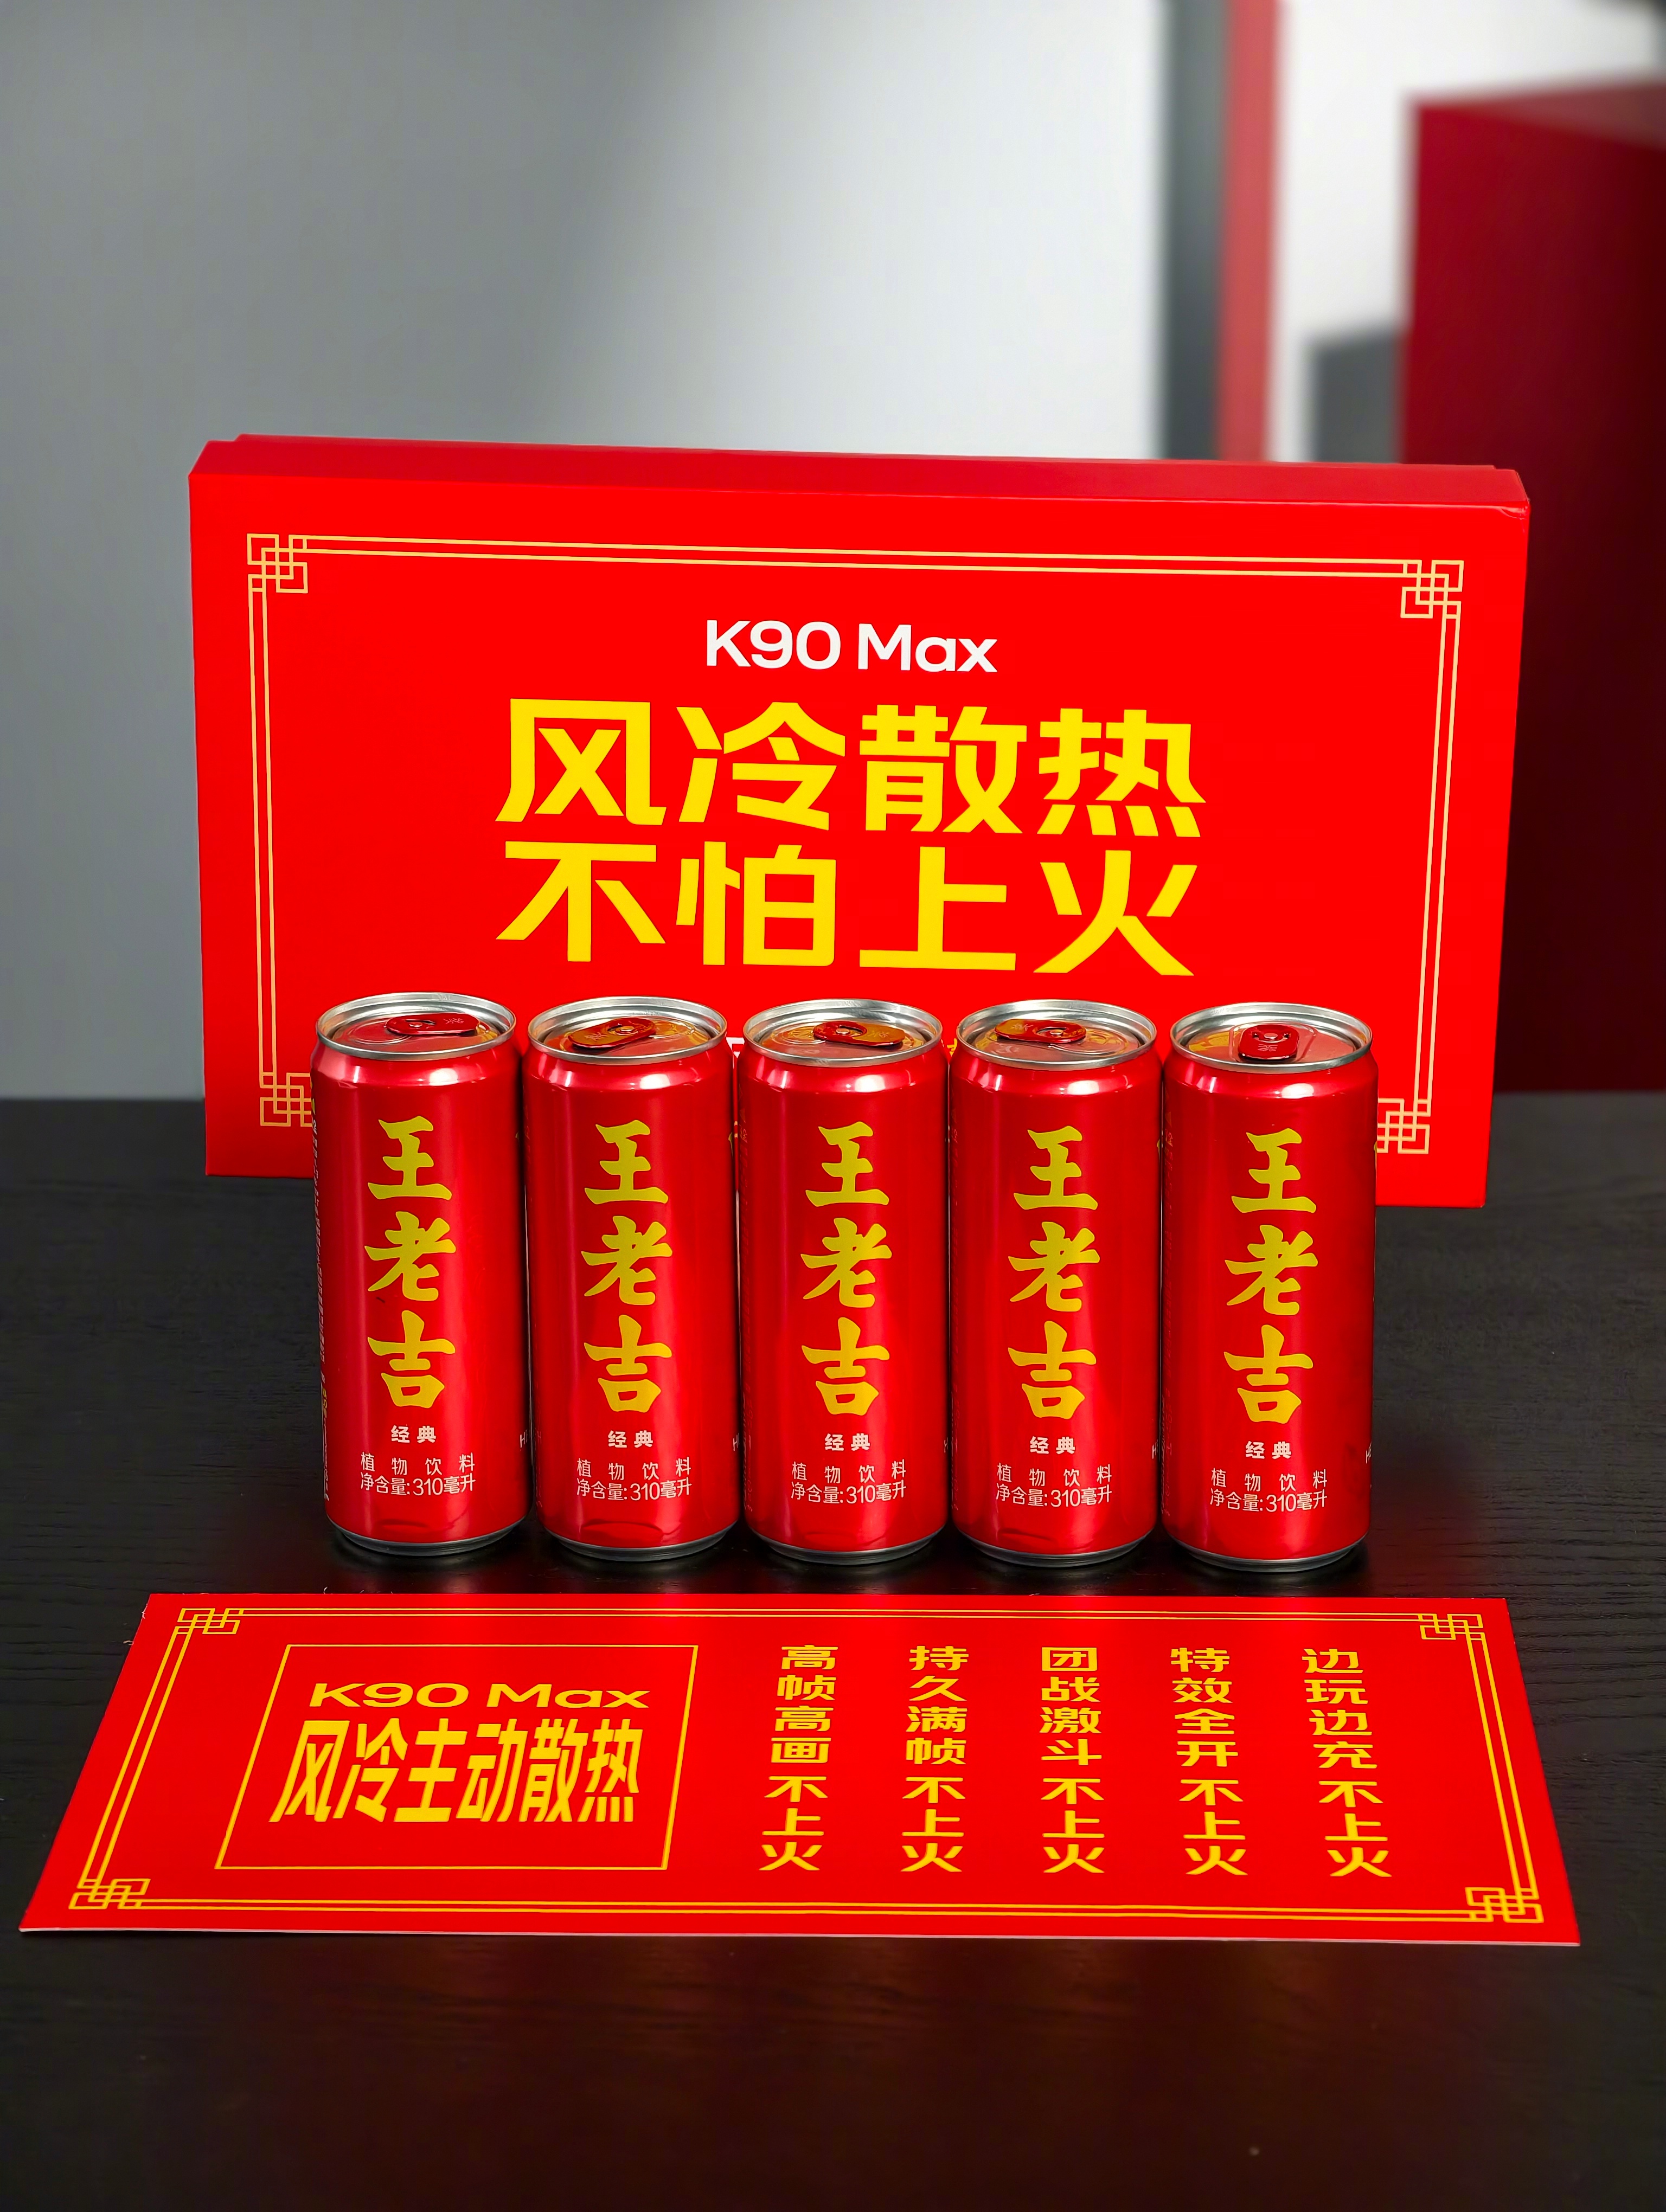 K90 Max
风冷散热
不怕上火
王老吉
经典
植物饮料
净含量:310毫升
王老吉
经典
植物饮料
净含量:310毫升
王老吉
经典
植物饮料
净含量:310毫升
王老吉
经典
植物饮料
净含量:310毫升
王老吉
经典
植物饮料
净含量:310毫升
K90 Max
风冷主动散热
高帧高画不上火
持久满帧不上火
团战激斗不上火
特效全开不上火
边玩边充不上火